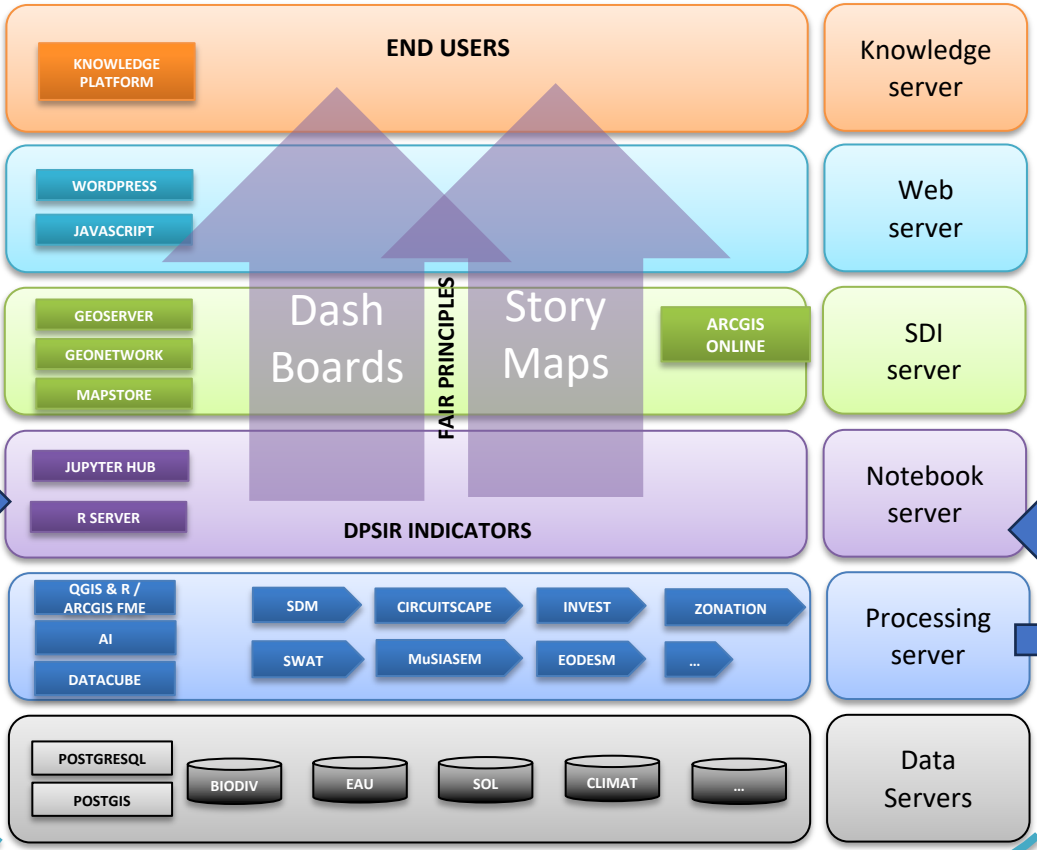 END USERS
KNOWLEDGE
PLATFORM
Knowledge
server
WORDPRESS
JAVASCRIPT
Web
server
GEOSERVER
GEONETWORK
MAPSTORE
Dash
Boards
FAIR PRINCIPLES
Story
Maps
ARCGIS
ONLINE
SDI
server
JUPYTER HUB
R SERVER
DPSIR INDICATORS
Notebook
server
QGIS & R /
ARCGIS FME
AI
DATACUBE
SDM
CIRCUITSCAPE
INVEST
ZONATION
SWAT
MuSIASEM
EODESM
...
Processing
server
POSTGRESQL
POSTGIS
BIODIV
EAU
SOL
CLIMAT
...
Data
Servers